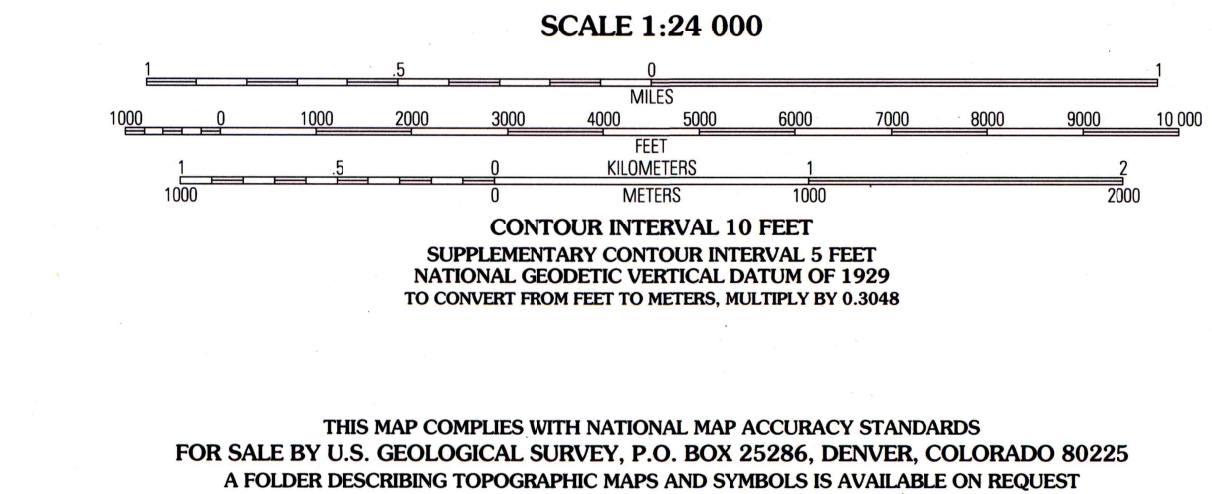 SCALE 1:24 000
1 .5 0 1
MILES
1000 0 1000 2000 3000 4000 5000 6000 7000 8000 9000 10 000
FEET
1 .5 0 KILOMETERS 1 2
1000 0 METERS 1000 2000
CONTOUR INTERVAL 10 FEET
SUPPLEMENTARY CONTOUR INTERVAL 5 FEET
NATIONAL GEODETIC VERTICAL DATUM OF 1929
TO CONVERT FROM FEET TO METERS, MULTIPLY BY 0.3048
THIS MAP COMPLIES WITH NATIONAL MAP ACCURACY STANDARDS
FOR SALE BY U.S. GEOLOGICAL SURVEY, P.O. BOX 25286, DENVER, COLORADO 80225
A FOLDER DESCRIBING TOPOGRAPHIC MAPS AND SYMBOLS IS AVAILABLE ON REQUEST